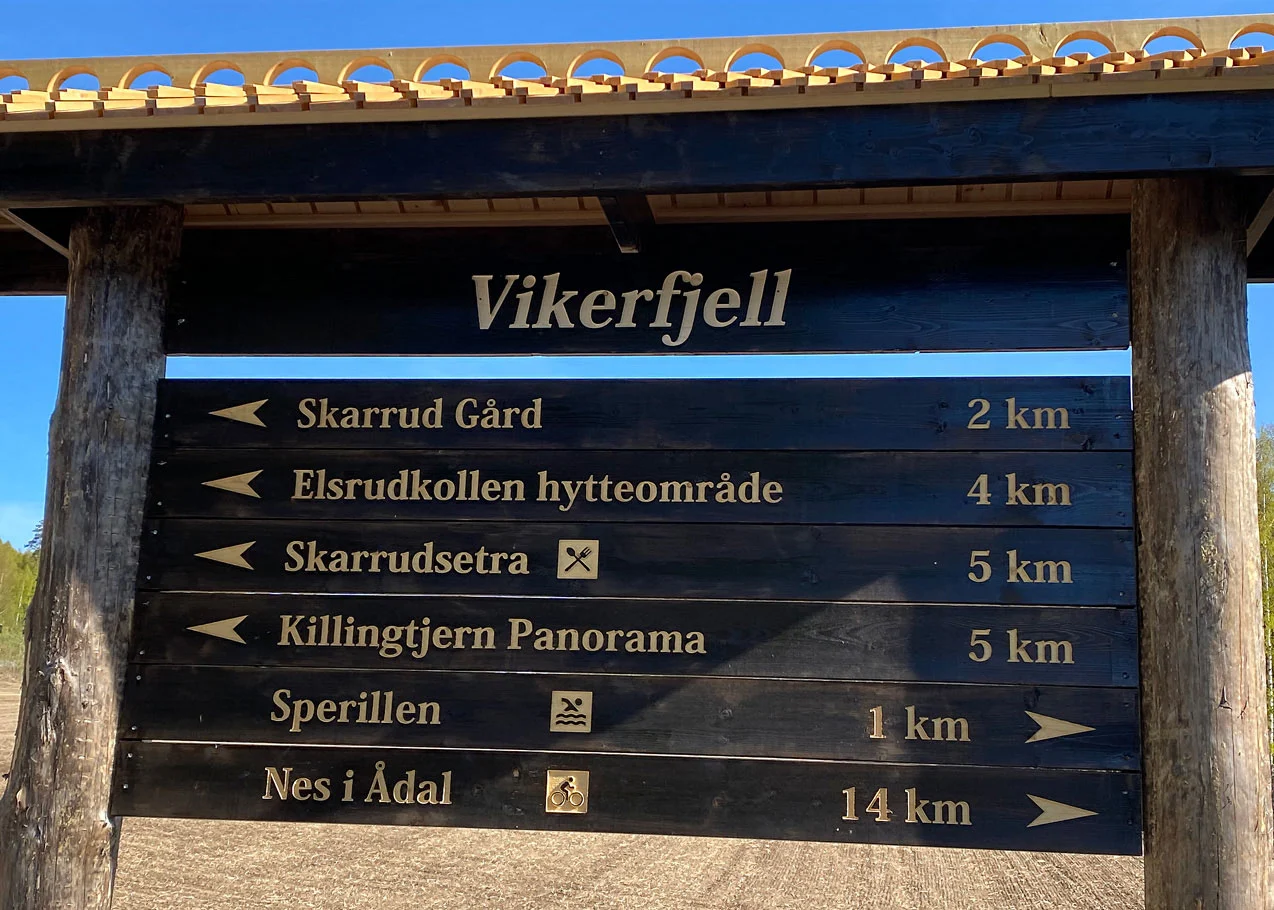 Vikerfjell
Skarrud Gård 2 km
Elsrudkollen hytteområde 4 km
Skarrudsetra 5 km
Killingtjern Panorama 5 km
Sperillen 1 km
Nes i Ådal 14 km